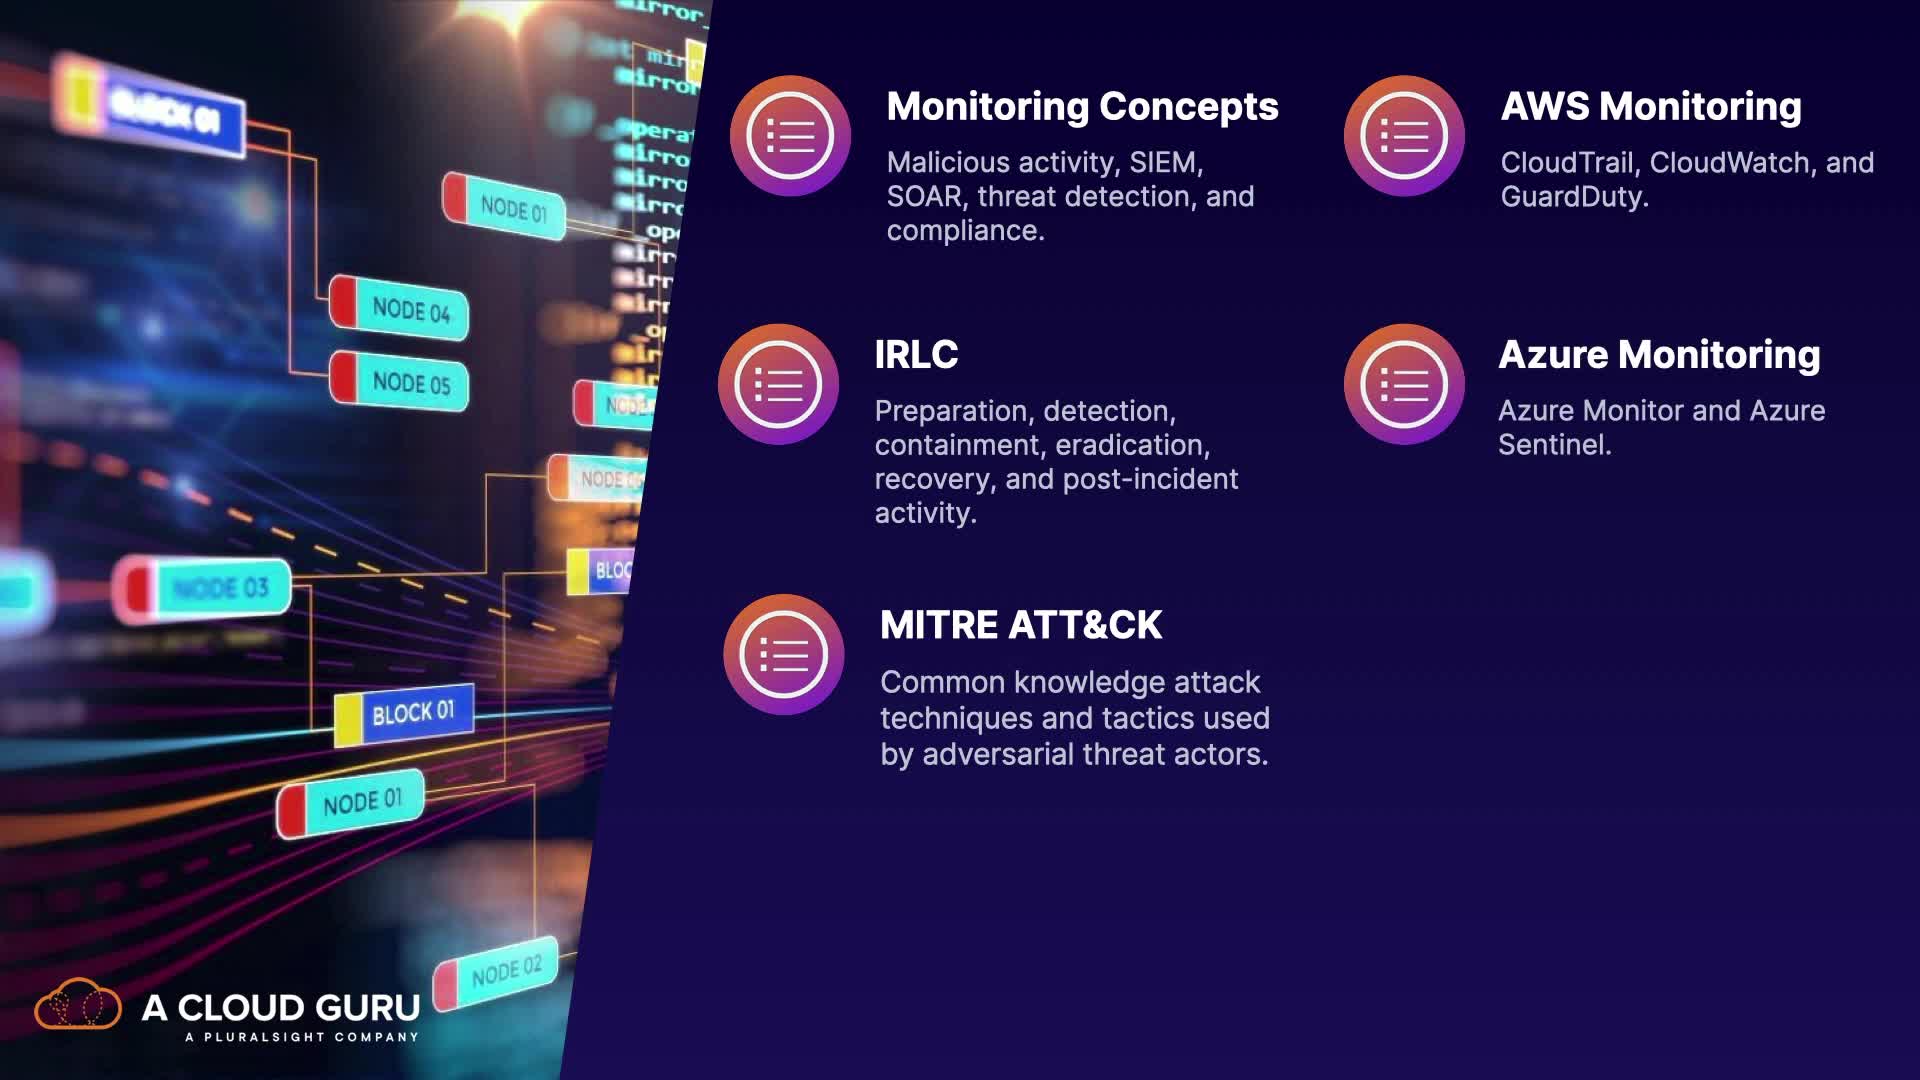 BLOCK 01
NODE 01
NODE 04
NODE 05
NODE 03
BLOCK 01
NODE 01
NODE 02
A CLOUD GURU
A PLURALSIGHT COMPANY
Monitoring Concepts
Malicious activity, SIEM,
SOAR, threat detection, and
compliance.
IRLC
Preparation, detection,
containment, eradication,
recovery, and post-incident
activity.
MITRE ATT&CK
Common knowledge attack
techniques and tactics used
by adversarial threat actors.
AWS Monitoring
CloudTrail, CloudWatch, and
GuardDuty.
Azure Monitoring
Azure Monitor and Azure
Sentinel.